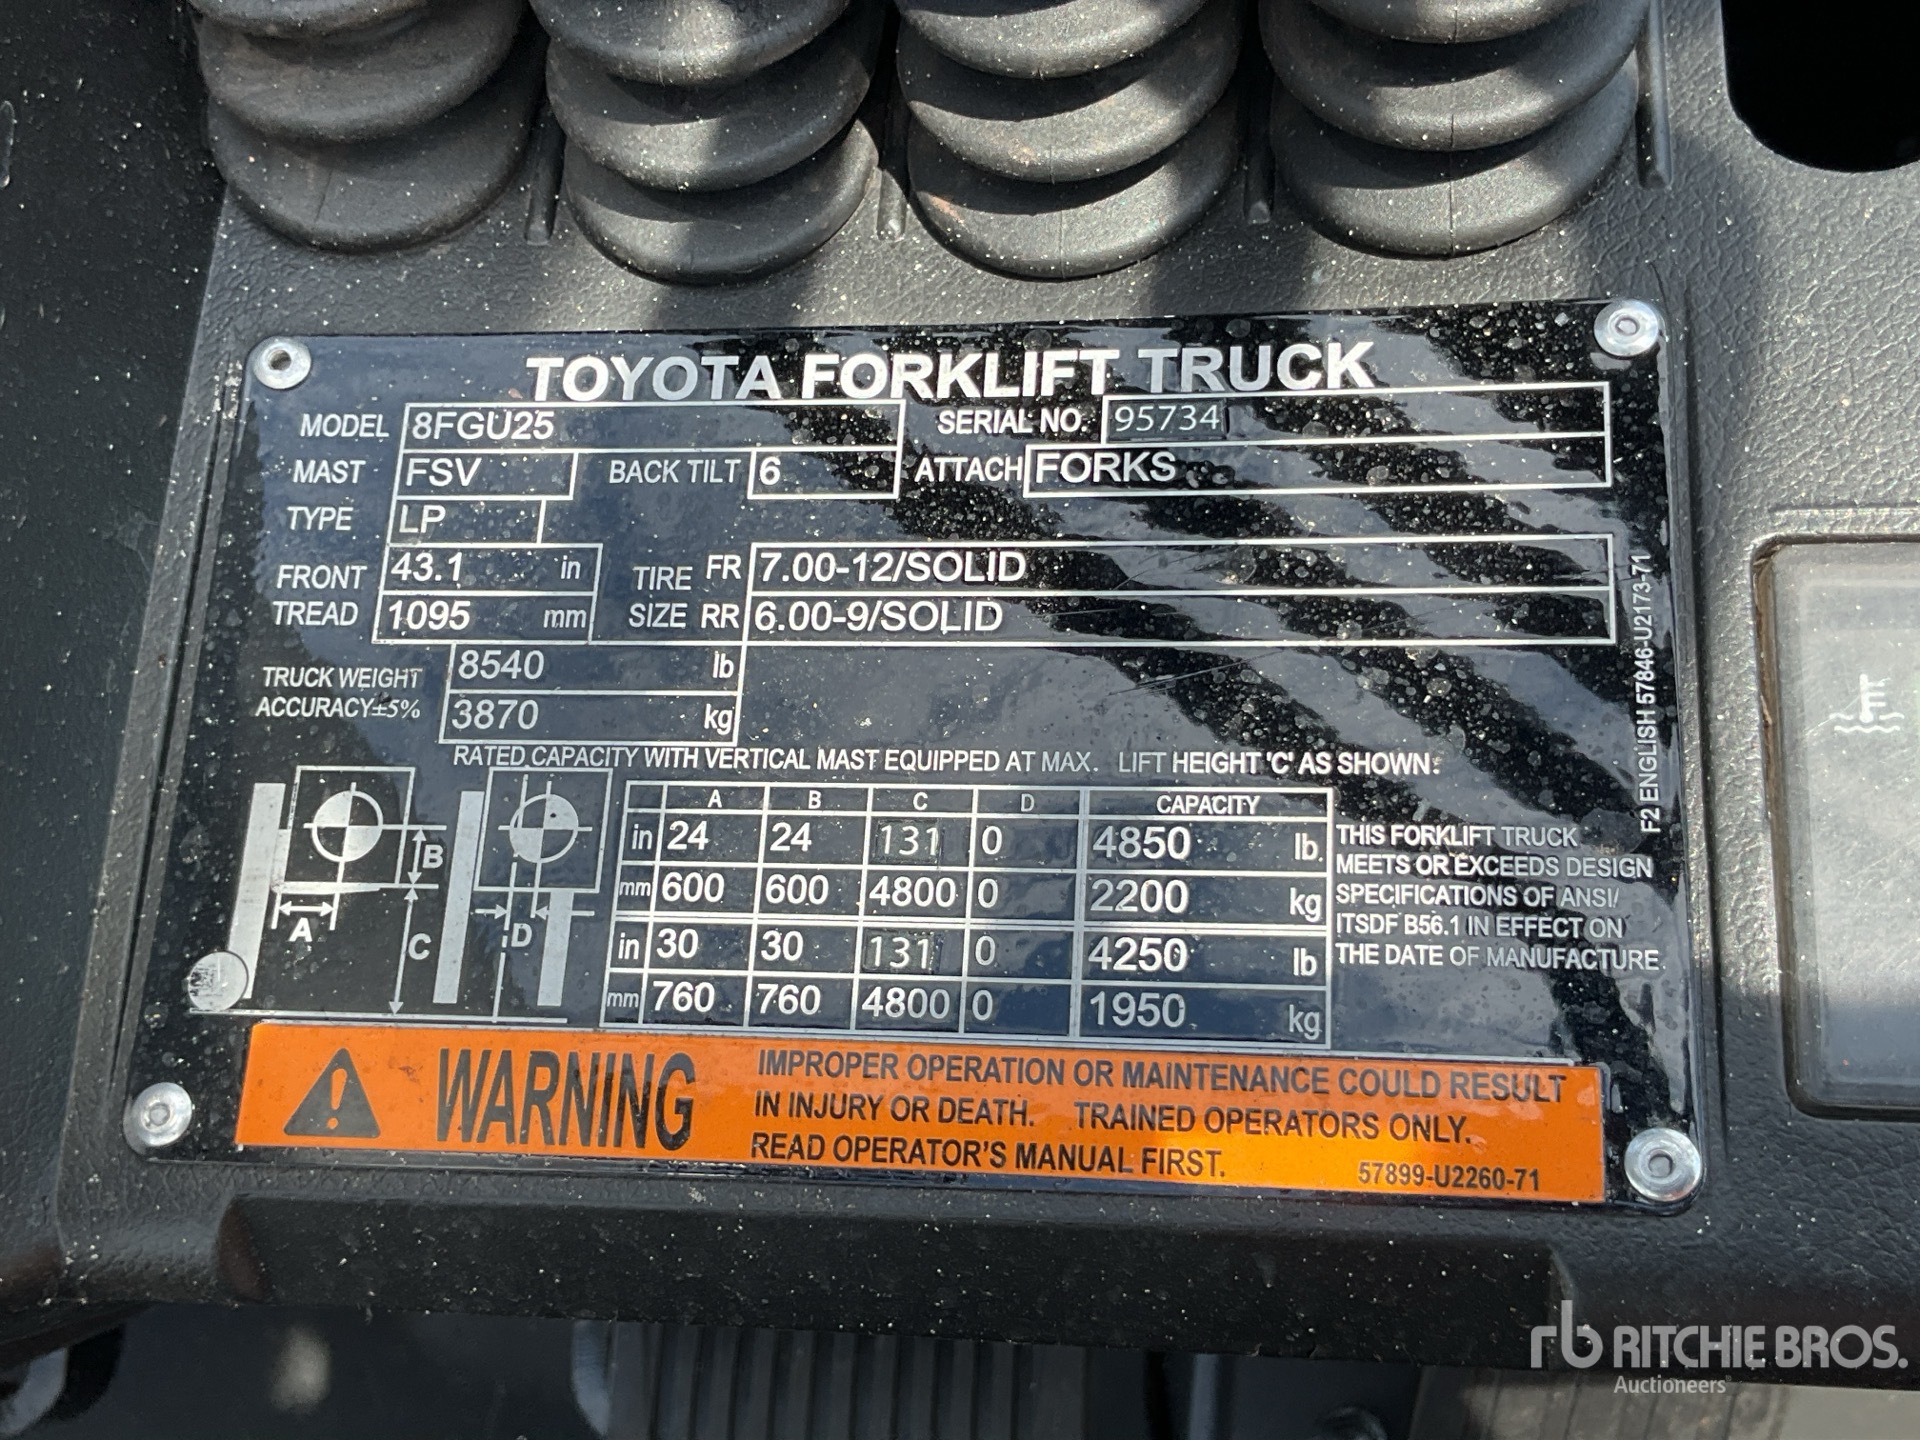 TOYOTA FORKLIFT TRUCK
MODEL 8FGU25 SERIAL NO. 95734
MAST FSV BACK TILT 6 ATTACH FORKS
TYPE LP
FRONT TREAD 43.1 in TIRE SIZE FR 7.00-12/SOLID
1095 mm RR 6.00-9/SOLID
TRUCK WEIGHT 8540 lb
ACCURACY±5% 3870 kg
RATED CAPACITY WITH VERTICAL MAST EQUIPPED AT MAX. LIFT HEIGHT 'C' AS SHOWN:
A B C D CAPACITY
in 24 24 131 0 4850 lb.
mm 600 600 4800 0 2200 kg
in 30 30 131 0 4250 lb
mm 760 760 4800 0 1950 kg
B
A
C
D
THIS FORKLIFT TRUCK
MEETS OR EXCEEDS DESIGN
SPECIFICATIONS OF ANSI/
ITSDF B56.1 IN EFFECT ON
THE DATE OF MANUFACTURE.
F2 ENGLISH 57846-U2173-71
WARNING
IMPROPER OPERATION OR MAINTENANCE COULD RESULT
IN INJURY OR DEATH. TRAINED OPERATORS ONLY.
READ OPERATOR'S MANUAL FIRST. 57899-U2260-71
rb RITCHIE BROS.
Auctioneers